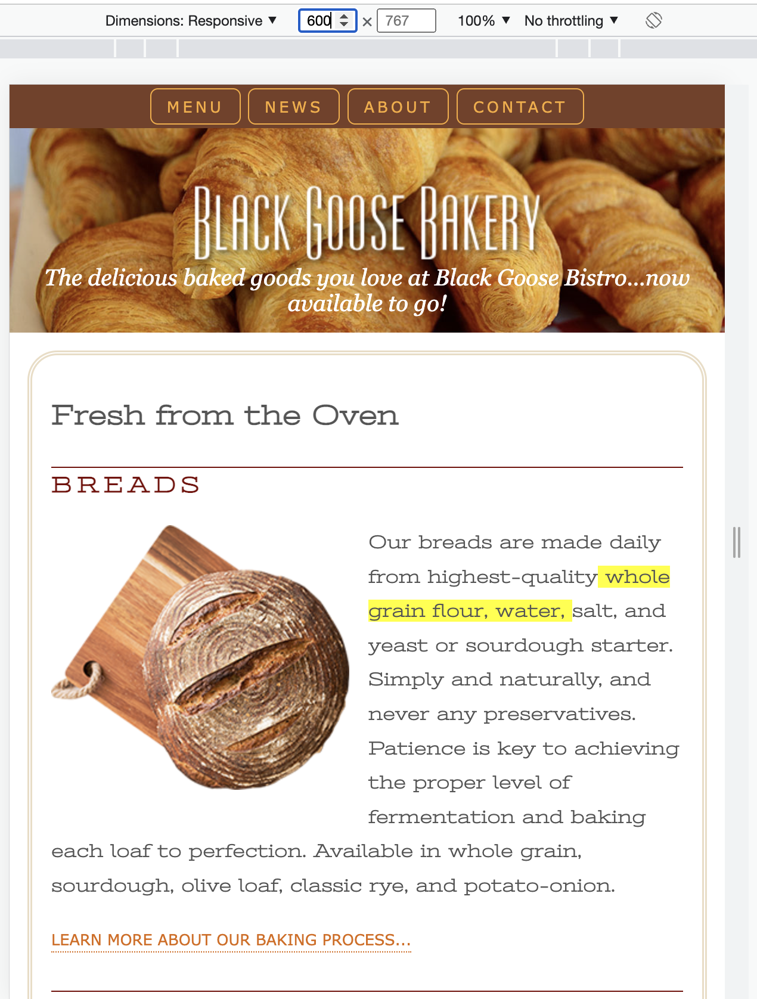 Dimensions: Responsive ▼ 600 × 767 100% ▼ No throttling ▼
MENU NEWS ABOUT CONTACT
BLACK GOOSE BAKERY
The delicious baked goods you love at Black Goose Bistro...now
available to go!
Fresh from the Oven
BREADS
Our breads are made daily
from highest-quality whole
grain flour, water, salt, and
yeast or sourdough starter.
Simply and naturally, and
never any preservatives.
Patience is key to achieving
the proper level of
fermentation and baking
each loaf to perfection. Available in whole grain,
sourdough, olive loaf, classic rye, and potato-onion.
LEARN MORE ABOUT OUR BAKING PROCESS...